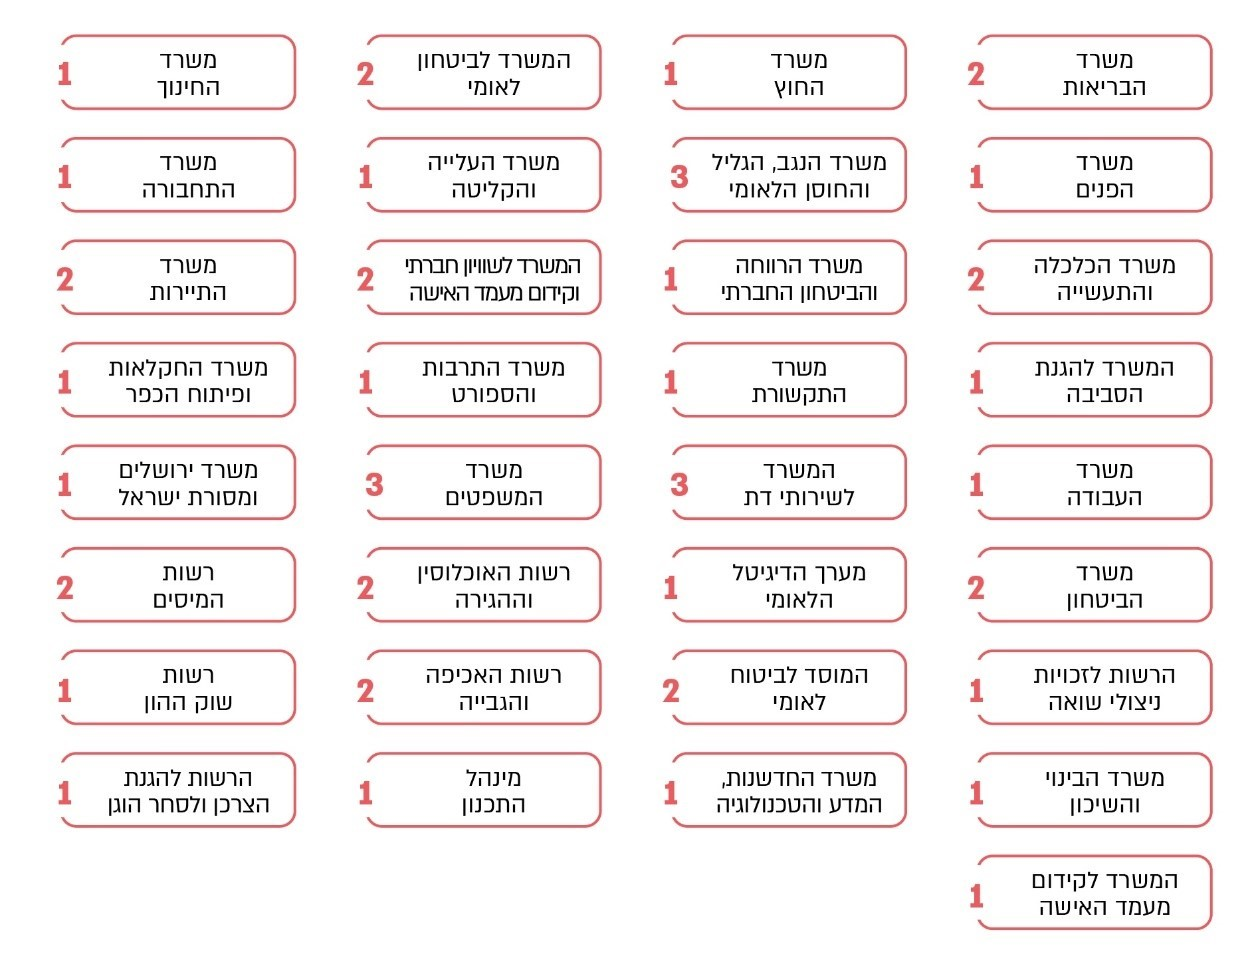 משרד
הבריאות
2
משרד
החוץ
1
המשרד לביטחון
לאומי
2
משרד
החינוך
1
משרד
הפנים
1
משרד הנגב, הגליל
והחוסן הלאומי
3
משרד העלייה
והקליטה
1
משרד
התחבורה
1
משרד הכלכלה
והתעשייה
2
משרד הרווחה
והביטחון החברתי
1
המשרד לשוויון חברתי
וקידום מעמד האישה
2
משרד
התיירות
2
המשרד להגנת
הסביבה
1
משרד
התקשורת
1
משרד התרבות
והספורט
1
משרד החקלאות
ופיתוח הכפר
1
משרד
העבודה
1
המשרד
לשירותי דת
3
משרד
המשפטים
3
משרד ירושלים
ומסורת ישראל
1
משרד
הביטחון
2
מערך הדיגיטל
הלאומי
1
רשות האוכלוסין
וההגירה
2
רשות
המיסים
2
הרשות לזכויות
ניצולי שואה
1
המוסד לביטוח
לאומי
2
רשות האכיפה
והגבייה
2
רשות
שוק ההון
1
משרד הבינוי
והשיכון
1
משרד החדשנות,
המדע והטכנולוגיה
1
מינהל
התכנון
1
הרשות להגנת
הצרכן ולסחר הוגן
1
המשרד לקידום
מעמד האישה
1